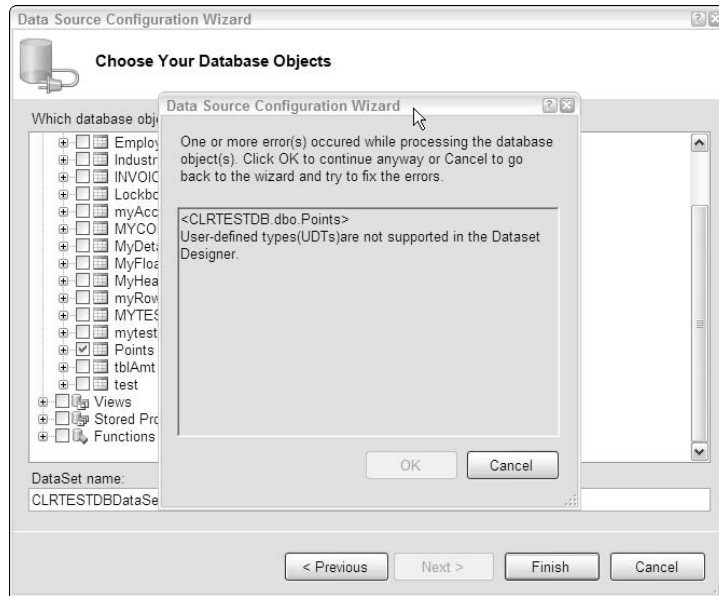 Data Source Configuration Wizard
Choose Your Database Objects
Which database obj
Data Source Configuration Wizard
One or more error(s) occured while processing the database
object(s). Click OK to continue anyway or Cancel to go
back to the wizard and try to fix the errors.
<CLRTESTDB.dbo.Points>
User-defined types(UDTs)are not supported in the Dataset
Designer.
Employ
Industr
INVOIC
Lockbo
myAcc
MYCO
MyDeta
MyFloa
MyHea
myRow
MYTES
mytest
Points
tblAmt
test
Views
Stored Pro
Functions
OK
Cancel
DataSet name:
CLRTESTDBDataSe
< Previous
Next >
Finish
Cancel